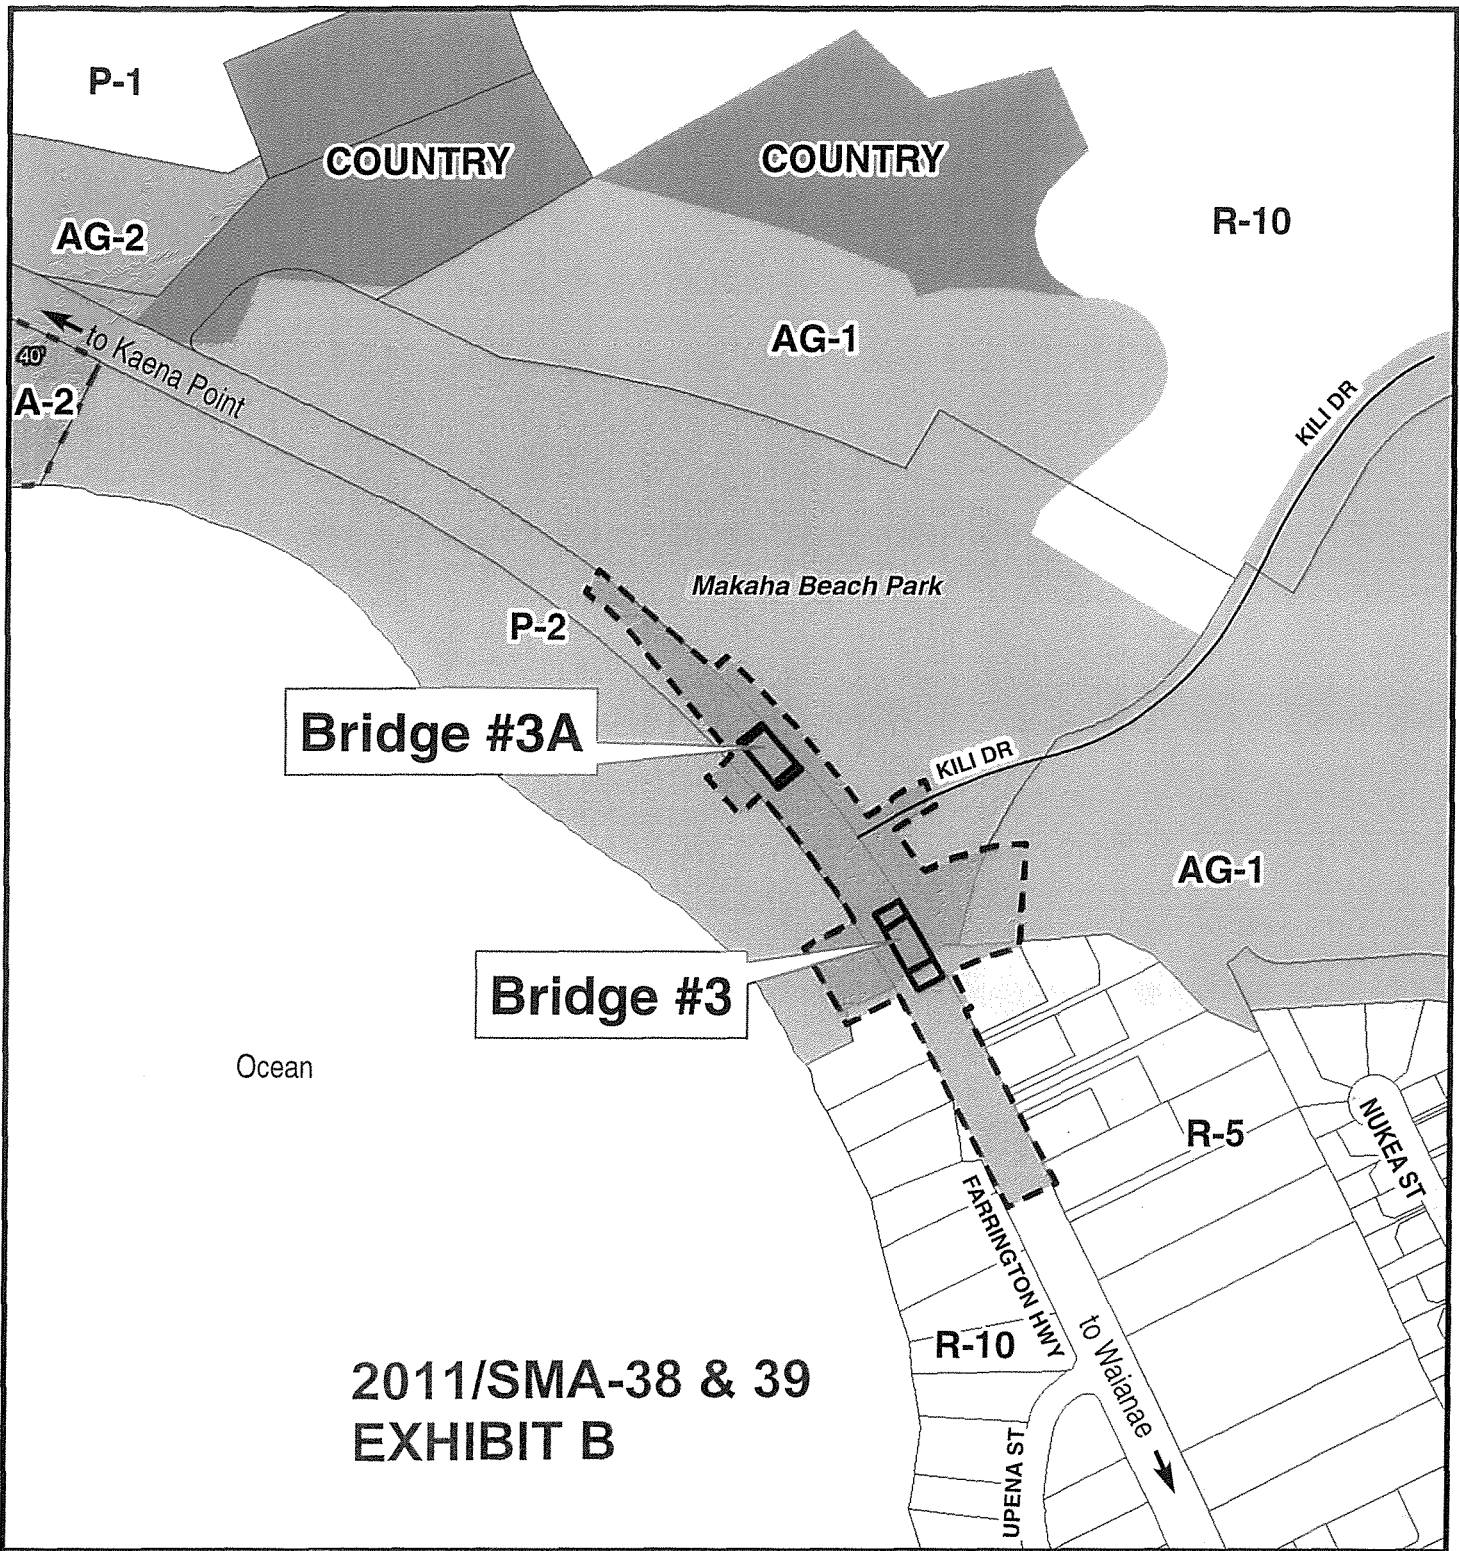 P-1
COUNTRY
COUNTRY
R-10
AG-2
AG-1
to Kaena Point
40'
A-2
KILI DR
Makaha Beach Park
P-2
Bridge #3A
KILI DR
AG-1
Bridge #3
Ocean
R-5
NUKEA ST
FARRINGTON HWY
to Waianae
R-10
2011/SMA-38 & 39
EXHIBIT B
UPENA ST